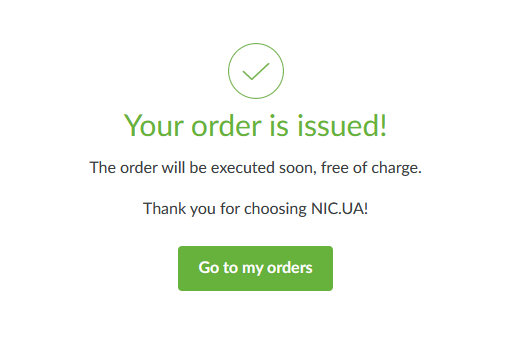 Your order is issued!
The order will be executed soon, free of charge.
Thank you for choosing NIC.UA!
Go to my orders